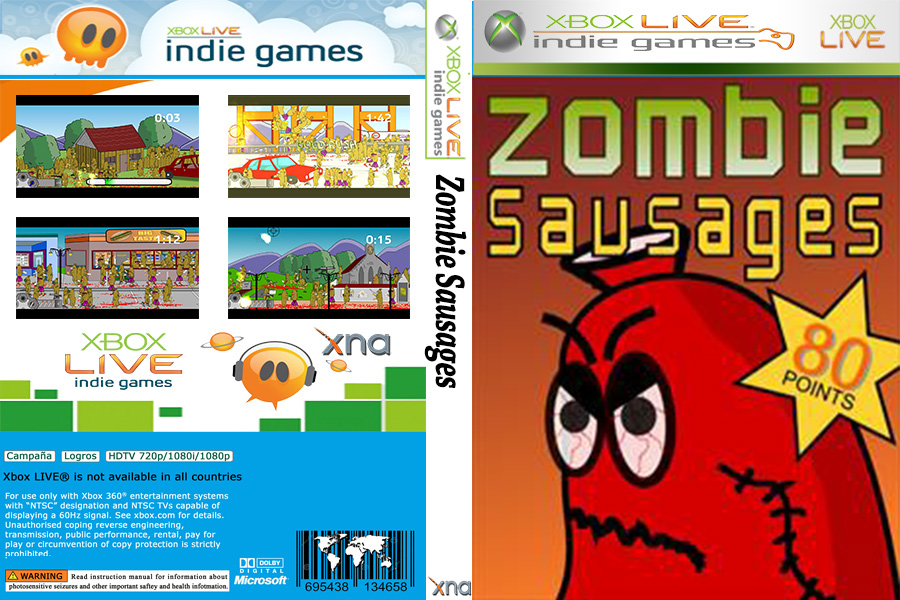 XBOX LIVE
indie games
0:03
1:42
BIG
TASTY
1:12
0:15
XBOX
LIVE
indie games
xna
Campaña
Logros
HDTV 720p/1080i/1080p
Xbox LIVE® is not available in all countries
For use only with Xbox 360® entertainment systems
with “NTSC” designation and NTSC TVs capable of
displaying a 60Hz signal. See xbox.com for details.
Unauthorised coping reverse engineering,
transmission, public performance, rental, pay for
play or circumvention of copy protection is strictly
prohibited.
WARNING
Read instruction manual for information about
photosensitive seizures and other important saftey and health infotmation.
DOLBY
DIGITAL
Microsoft
695438 134658
XBOX LIVE
indie games
Zombie Sausages
xna
XBOX LIVE
indie games
XBOX
LIVE
Zombie
Sausages
80
POINTS